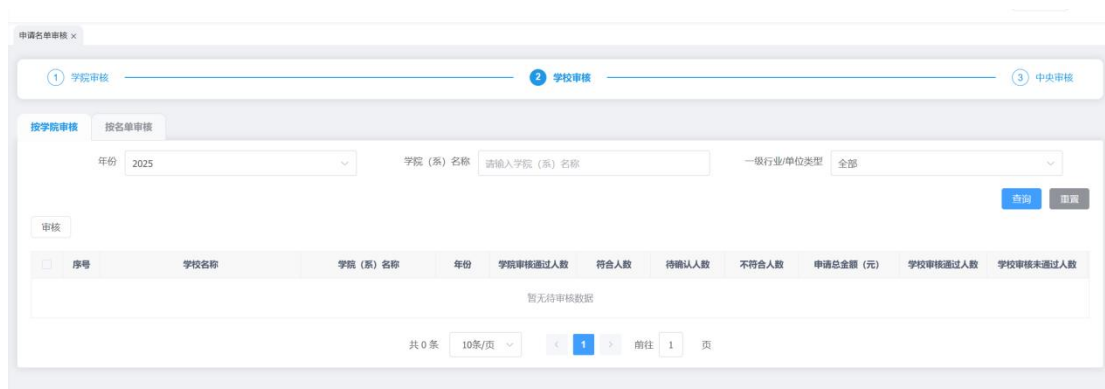 申请名单审核 ×
1 学院审核 2 学校审核 3 中央审核
按学院审核 按名单审核
年份 2025 学院（系）名称 请输入学院（系）名称 一级行业/单位类型 全部
查询 重置
审核
序号 学校名称 学院（系）名称 年份 学院审核通过人数 符合人数 待确认人数 不符合人数 申请总金额（元） 学校审核通过人数 学校审核未通过人数
暂无待审核数据
共 0 条 10条/页 < 1 > 前往 1 页